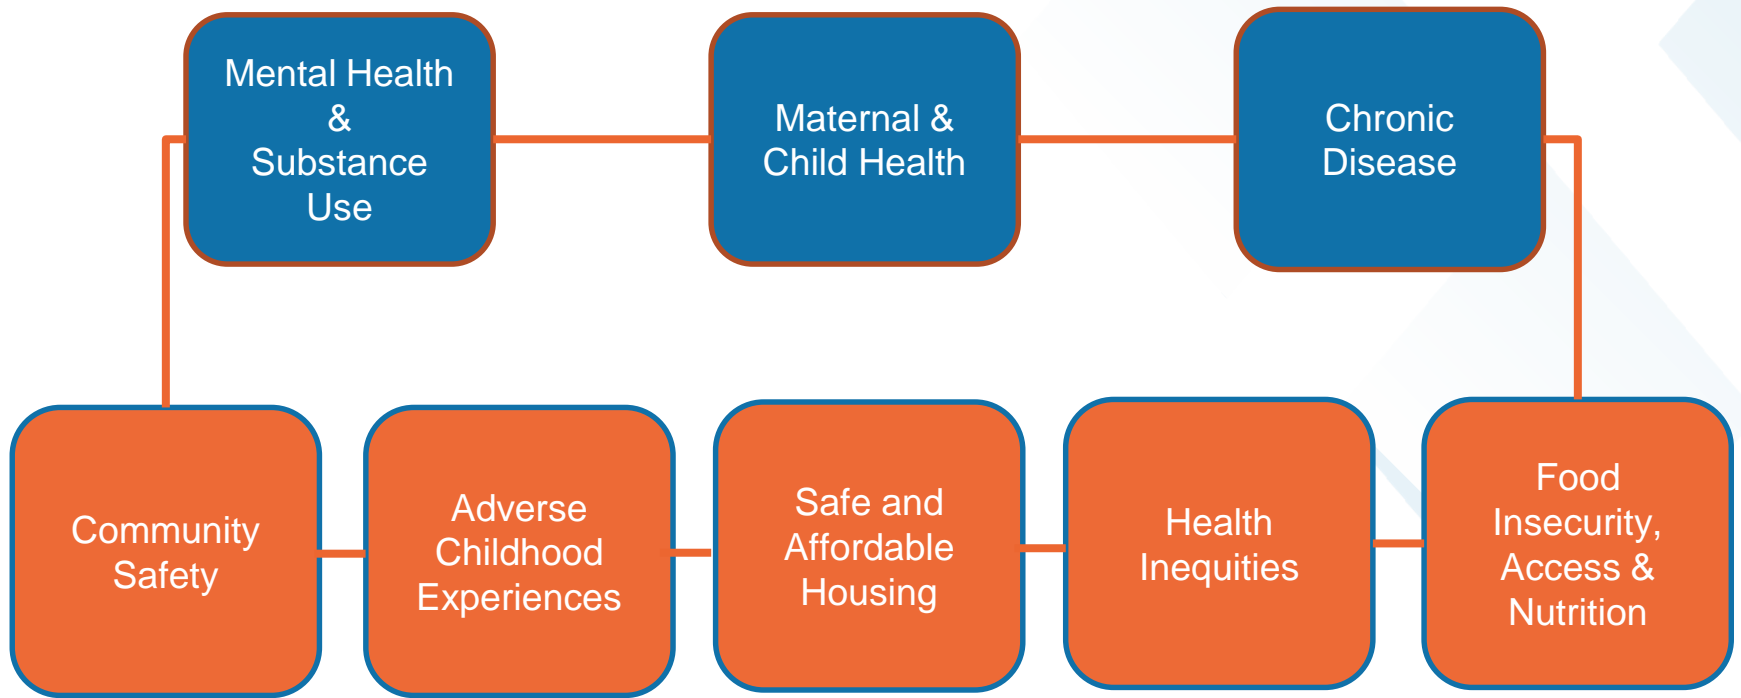 Mental Health
&
Substance
Use
Maternal &
Child Health
Chronic
Disease
Community
Safety
Adverse
Childhood
Experiences
Safe and
Affordable
Housing
Health
Inequities
Food
Insecurity,
Access &
Nutrition